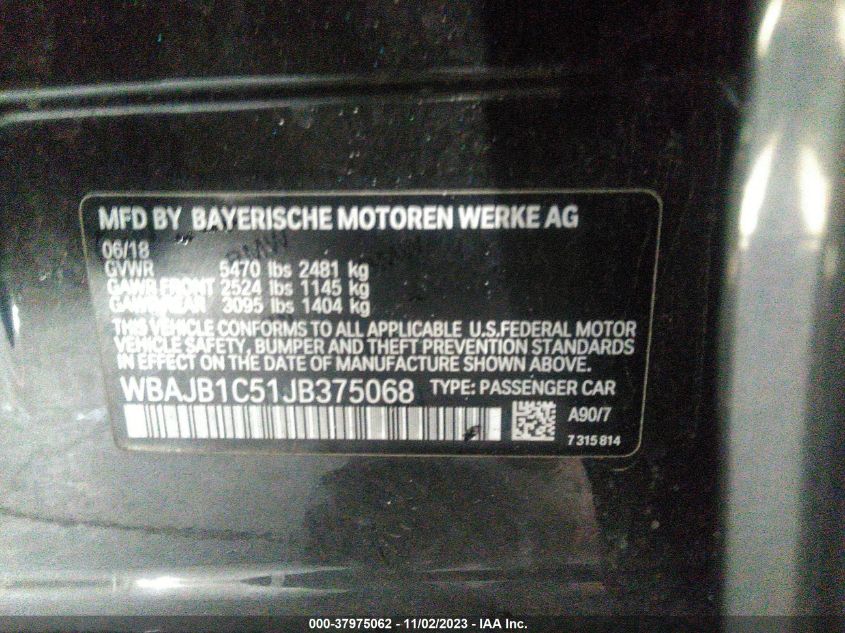 MFD BY BAYERISCHE MOTOREN WERKE AG
06/18
GVWR 5470 lbs 2481 kg
GAWR FRONT 2524 lbs 1145 kg
GAWR REAR 3095 lbs 1404 kg
THIS VEHICLE CONFORMS TO ALL APPLICABLE U.S.FEDERAL MOTOR
VEHICLE SAFETY, BUMPER AND THEFT PREVENTION STANDARDS
IN EFFECT ON THE DATE OF MANUFACTURE SHOWN ABOVE.
WBAJB1C51JB375068 TYPE: PASSENGER CAR
A90/7
7 315 814
000-37975062 - 11/02/2023 - IAA Inc.